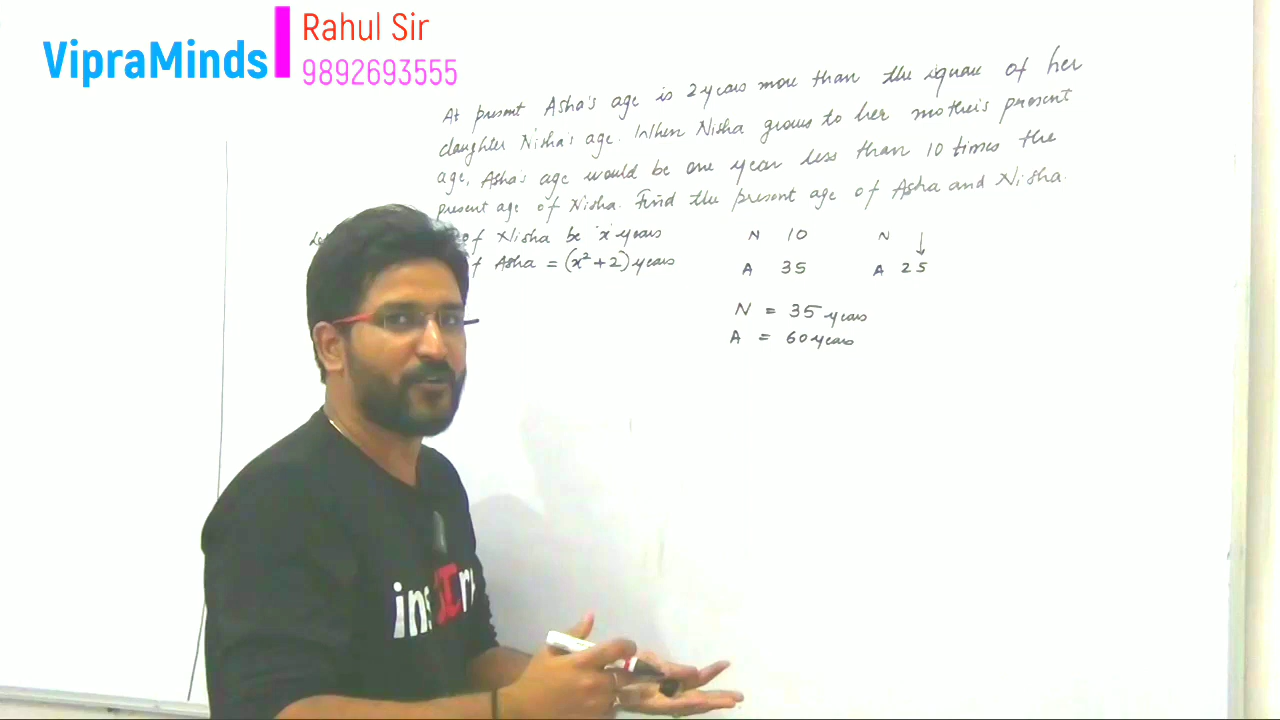 VipraMinds
Rahul Sir
9892693555
At present Asha's age is 2 years more than the square of her
daughter Nisha's age. When Nisha grows to her mother's present
age, Asha's age would be one year less than 10 times the
present age of Nisha. Find the present age of Asha and Nisha.
of Nisha be 'x' years
Asha = (x²+2) years
N 10
A 35
N ↓
A 25
N = 35 years
A = 60 years